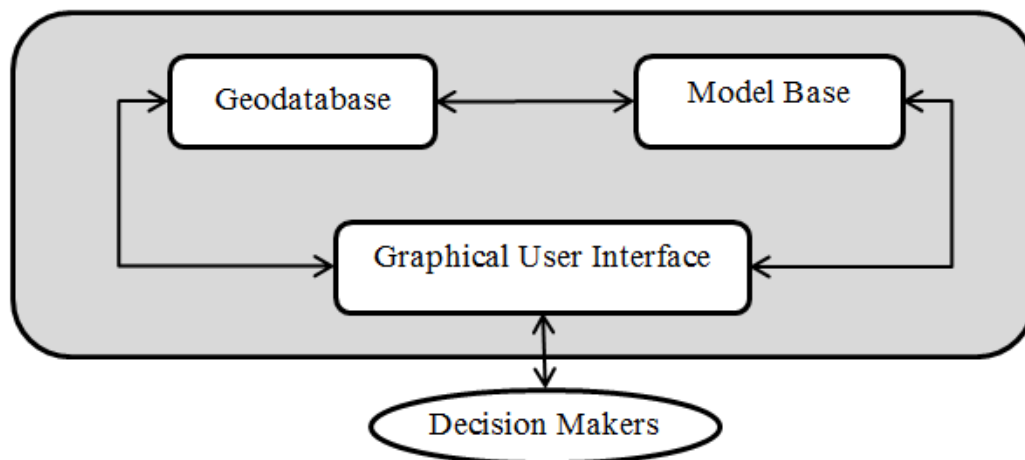 Geodatabase
Model Base
Graphical User Interface
Decision Makers